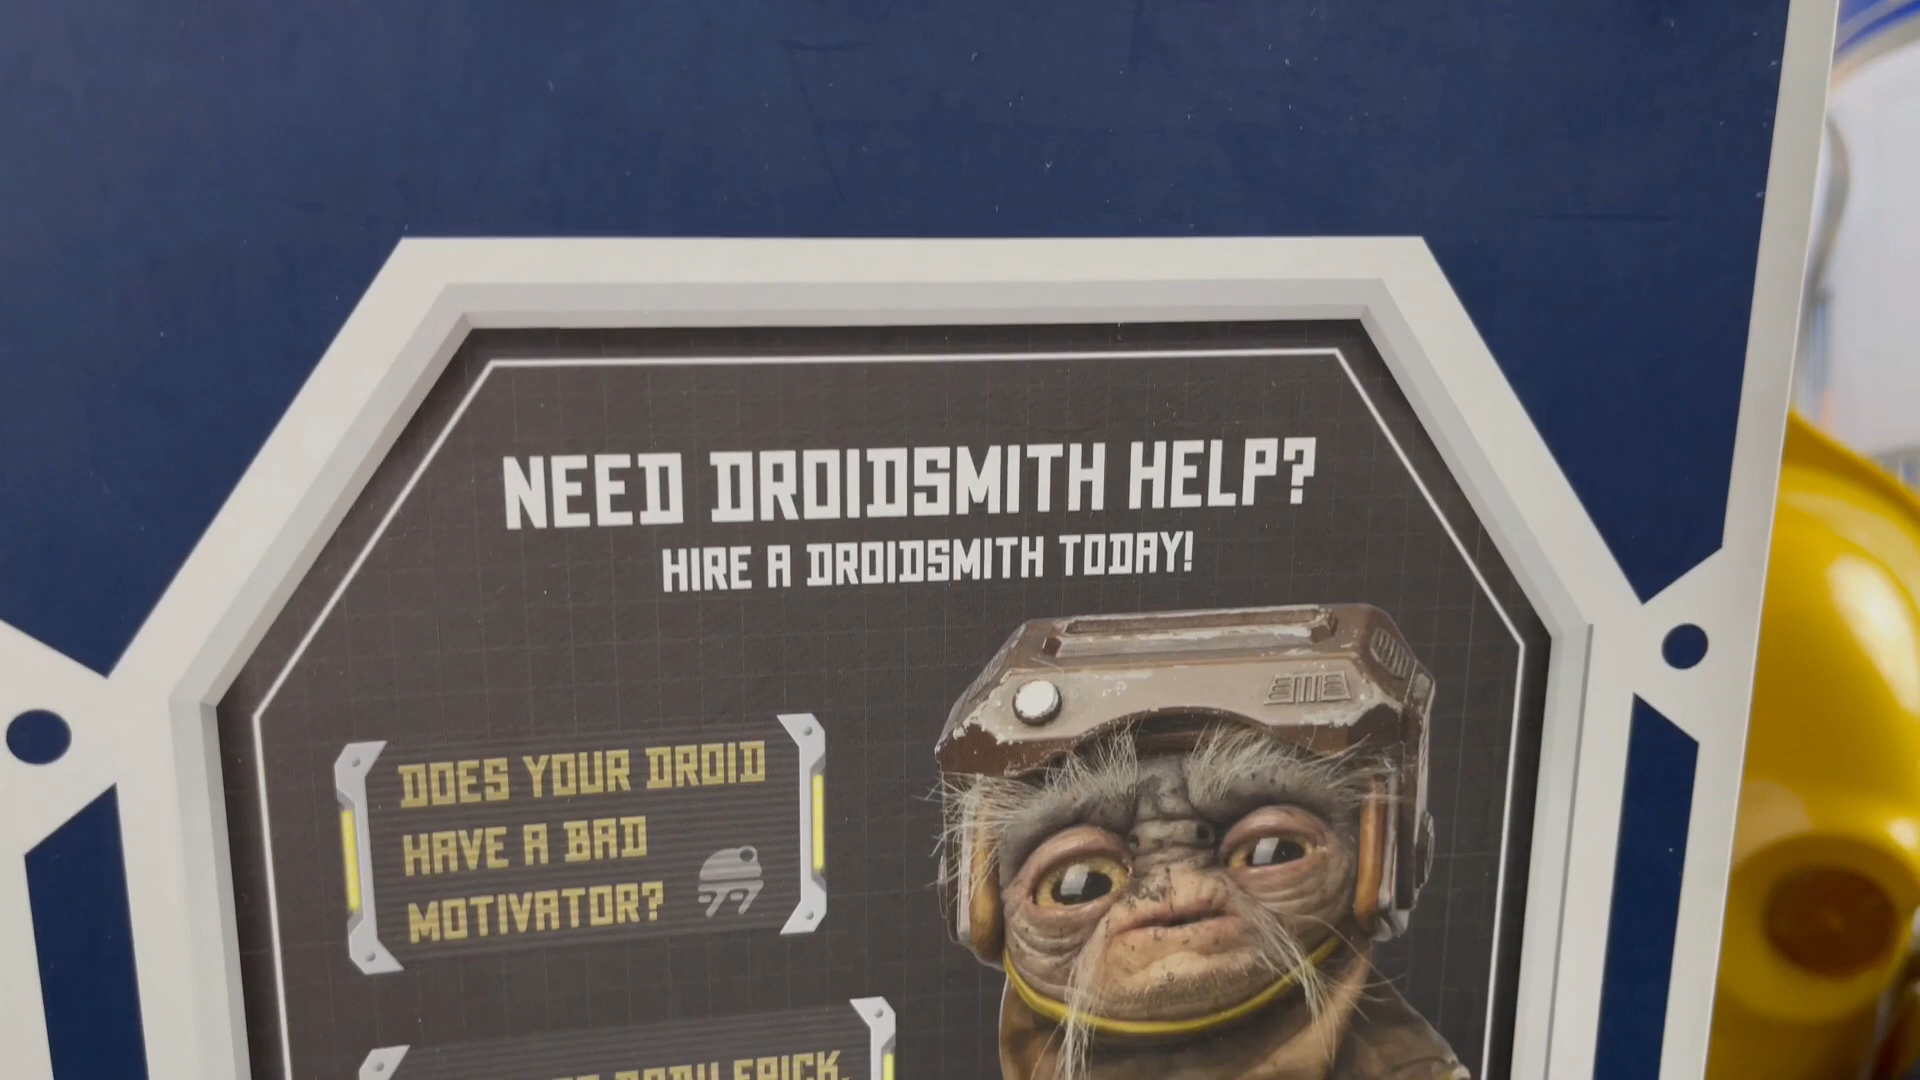 NEED DROIDSMITH HELP?
HIRE A DROIDSMITH TODAY!
DOES YOUR DROID
HAVE A BAD
MOTIVATOR?